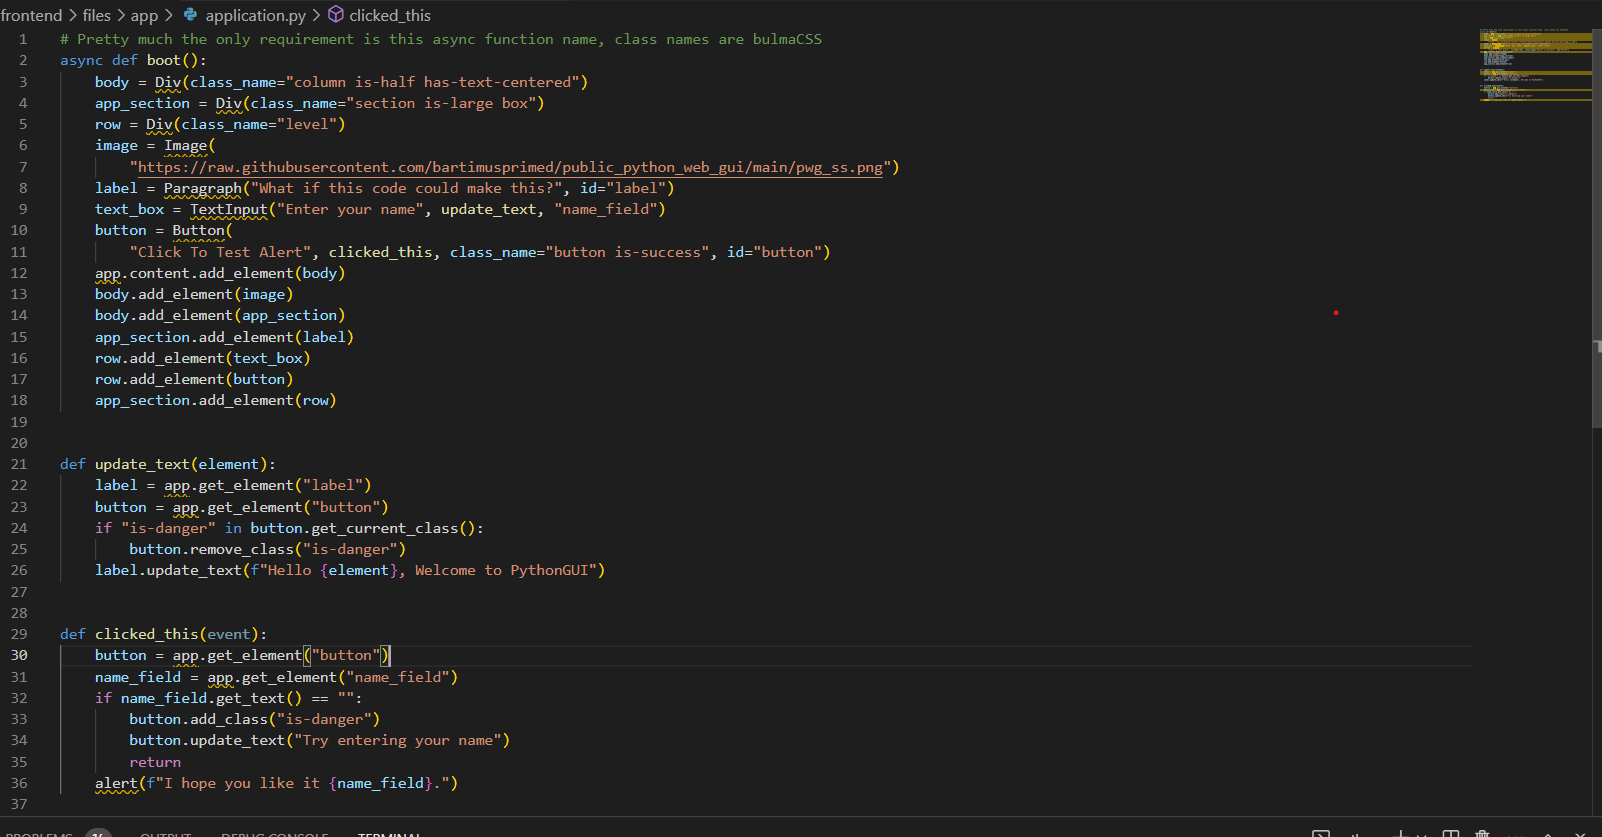 frontend > files > app > application.py > clicked_this
1 # Pretty much the only requirement is this async function name, class names are bulmaCSS
2 async def boot():
3     body = Div(class_name="column is-half has-text-centered")
4     app_section = Div(class_name="section is-large box")
5     row = Div(class_name="level")
6     image = Image(
7         "https://raw.githubusercontent.com/bartimusprimed/public_python_web_gui/main/pwg_ss.png")
8     label = Paragraph("What if this code could make this?", id="label")
9     text_box = TextInput("Enter your name", update_text, "name_field")
10     button = Button(
11         "Click To Test Alert", clicked_this, class_name="button is-success", id="button")
12     app.content.add_element(body)
13     body.add_element(image)
14     body.add_element(app_section)
15     app_section.add_element(label)
16     row.add_element(text_box)
17     row.add_element(button)
18     app_section.add_element(row)
19
20
21 def update_text(element):
22     label = app.get_element("label")
23     button = app.get_element("button")
24     if "is-danger" in button.get_current_class():
25         button.remove_class("is-danger")
26     label.update_text(f"Hello {element}, Welcome to PythonGUI")
27
28
29 def clicked_this(event):
30     button = app.get_element("button")
31     name_field = app.get_element("name_field")
32     if name_field.get_text() == "":
33         button.add_class("is-danger")
34         button.update_text("Try entering your name")
35         return
36     alert(f"I hope you like it {name_field}.")
37
PROBLEMS OUTPUT DEBUG CONSOLE TERMINAL